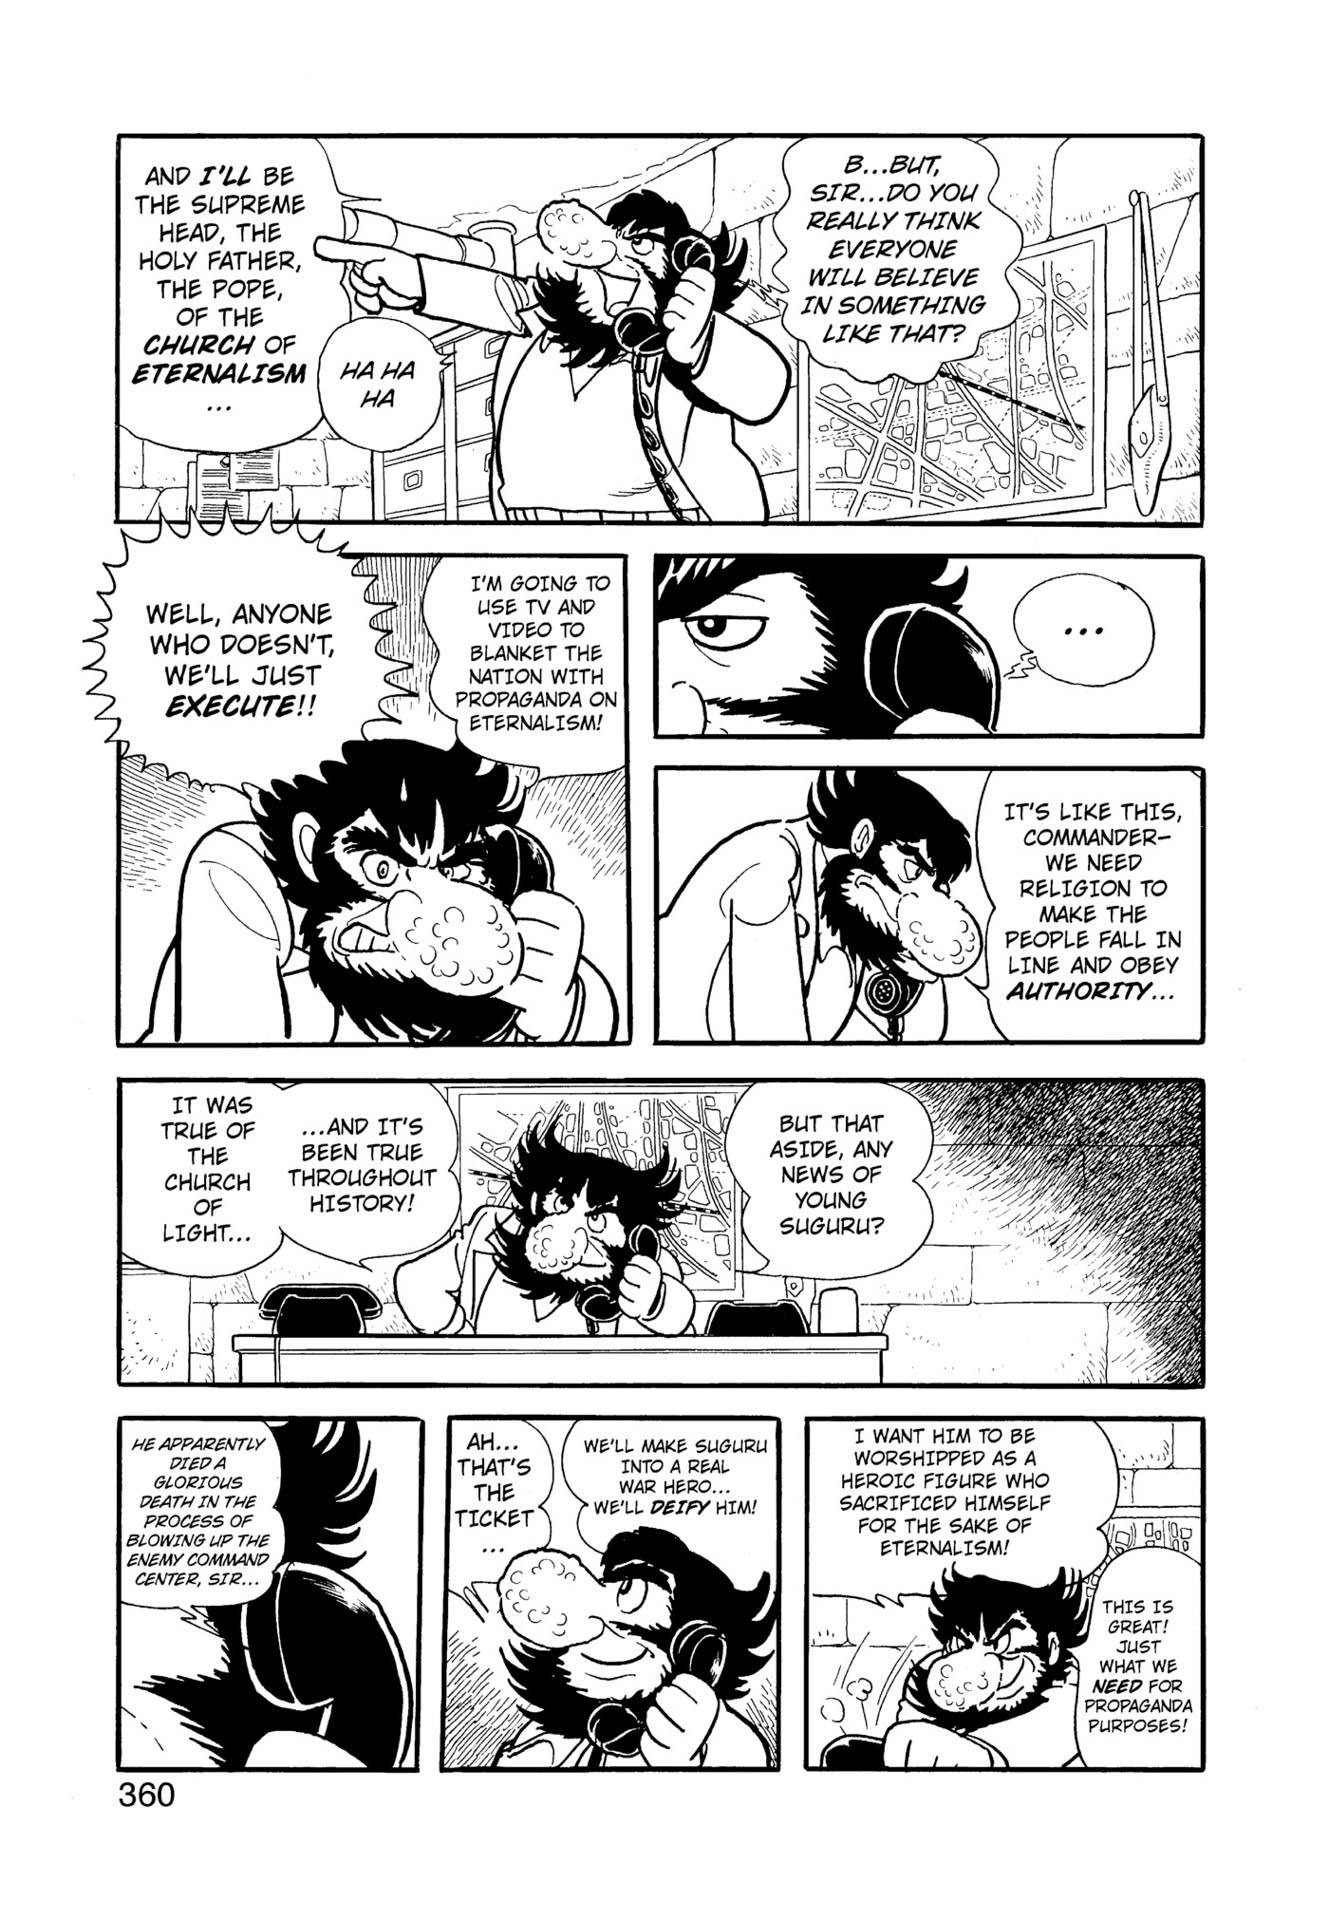 AND I'LL BE
THE SUPREME
HEAD, THE
HOLY FATHER,
THE POPE,
OF THE
CHURCH OF
ETERNALISM
...
HA HA
HA
B...BUT,
SIR...DO YOU
REALLY THINK
EVERYONE
WILL BELIEVE
IN SOMETHING
LIKE THAT?
WELL, ANYONE
WHO DOESN'T,
WE'LL JUST
EXECUTE!!
I'M GOING TO
USE TV AND
VIDEO TO
BLANKET THE
NATION WITH
PROPAGANDA ON
ETERNALISM!
...
IT'S LIKE THIS,
COMMANDER–
WE NEED
RELIGION TO
MAKE THE
PEOPLE FALL IN
LINE AND OBEY
AUTHORITY...
IT WAS
TRUE OF
THE
CHURCH
OF
LIGHT...
...AND IT'S
BEEN TRUE
THROUGHOUT
HISTORY!
BUT THAT
ASIDE, ANY
NEWS OF
YOUNG
SUGURU?
HE APPARENTLY
DIED A
GLORIOUS
DEATH IN THE
PROCESS OF
BLOWING UP THE
ENEMY COMMAND
CENTER, SIR...
AH...
THAT'S
THE
TICKET
...
WE'LL MAKE SUGURU
INTO A REAL
WAR HERO...
WE'LL DEIFY HIM!
I WANT HIM TO BE
WORSHIPPED AS A
HEROIC FIGURE WHO
SACRIFICED HIMSELF
FOR THE SAKE OF
ETERNALISM!
THIS IS
GREAT!
JUST
WHAT WE
NEED FOR
PROPAGANDA
PURPOSES!
360